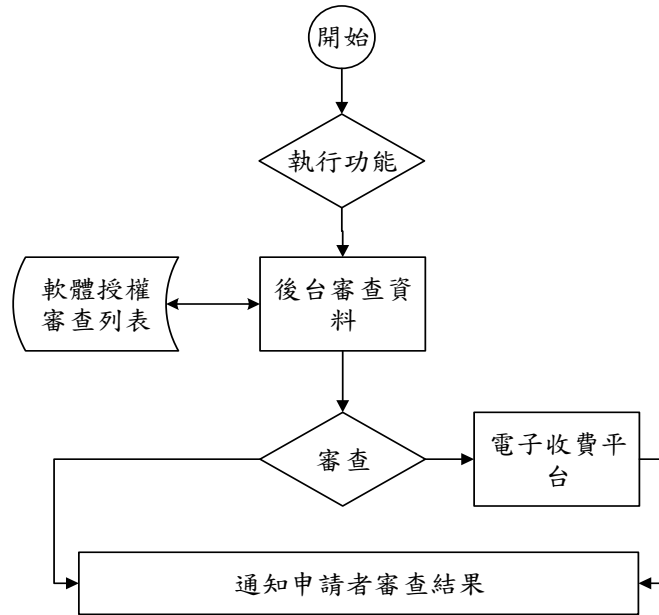 開始
執行功能
軟體授權
審查列表
後台審查資
料
審查
電子收費平
台
通知申請者審查結果